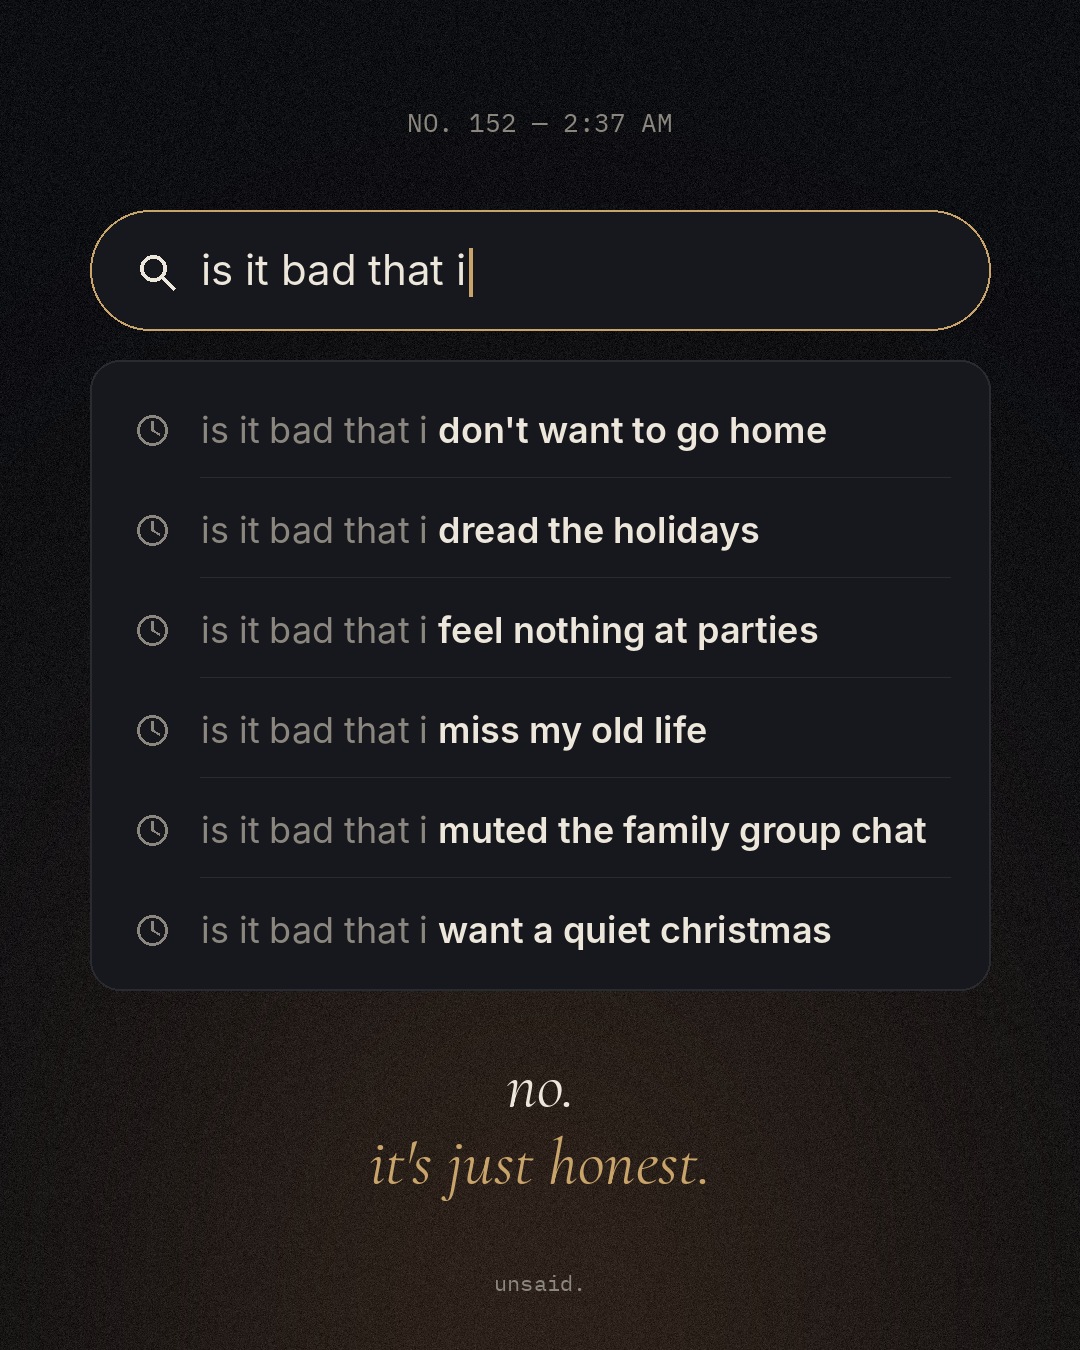 NO. 152 — 2:37 AM
is it bad that i
is it bad that i don't want to go home
is it bad that i dread the holidays
is it bad that i feel nothing at parties
is it bad that i miss my old life
is it bad that i muted the family group chat
is it bad that i want a quiet christmas
no.
it's just honest.
unsaid.